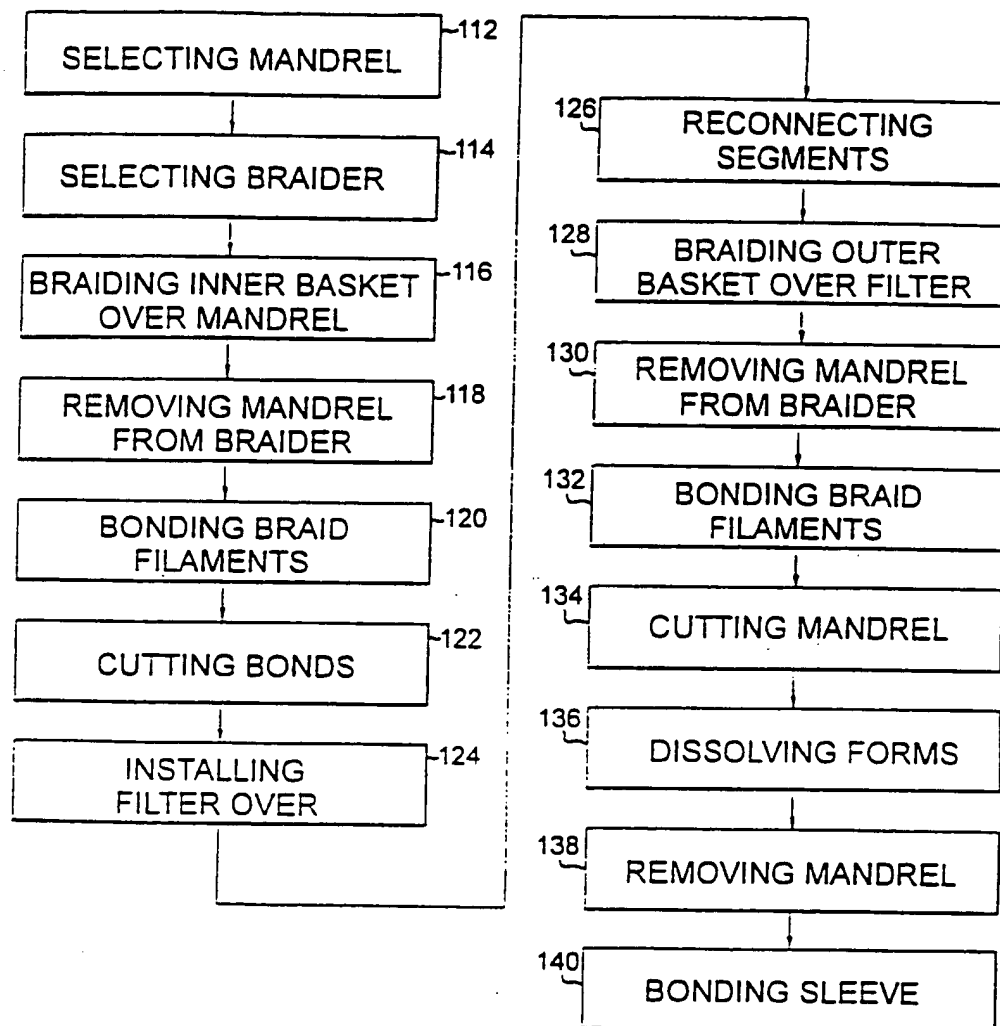 112
SELECTING MANDREL
114
SELECTING BRAIDER
116
BRAIDING INNER BASKET
OVER MANDREL
118
REMOVING MANDREL
FROM BRAIDER
120
BONDING BRAID
FILAMENTS
122
CUTTING BONDS
124
INSTALLING
FILTER OVER
126
RECONNECTING
SEGMENTS
128
BRAIDING OUTER
BASKET OVER FILTER
130
REMOVING MANDREL
FROM BRAIDER
132
BONDING BRAID
FILAMENTS
134
CUTTING MANDREL
136
DISSOLVING FORMS
138
REMOVING MANDREL
140
BONDING SLEEVE